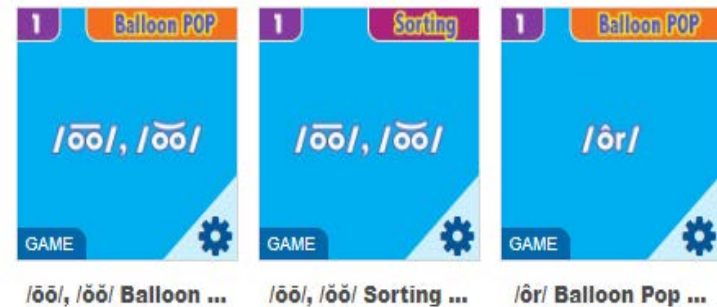 1 Balloon POP
/o͞o/, /o͝o/
GAME
/ōō/, /ŏŏ/ Balloon ...
1 Sorting
/o͞o/, /o͝o/
GAME
/ōō/, /ŏŏ/ Sorting ...
1 Balloon POP
/ôr/
GAME
/ôr/ Balloon Pop ...